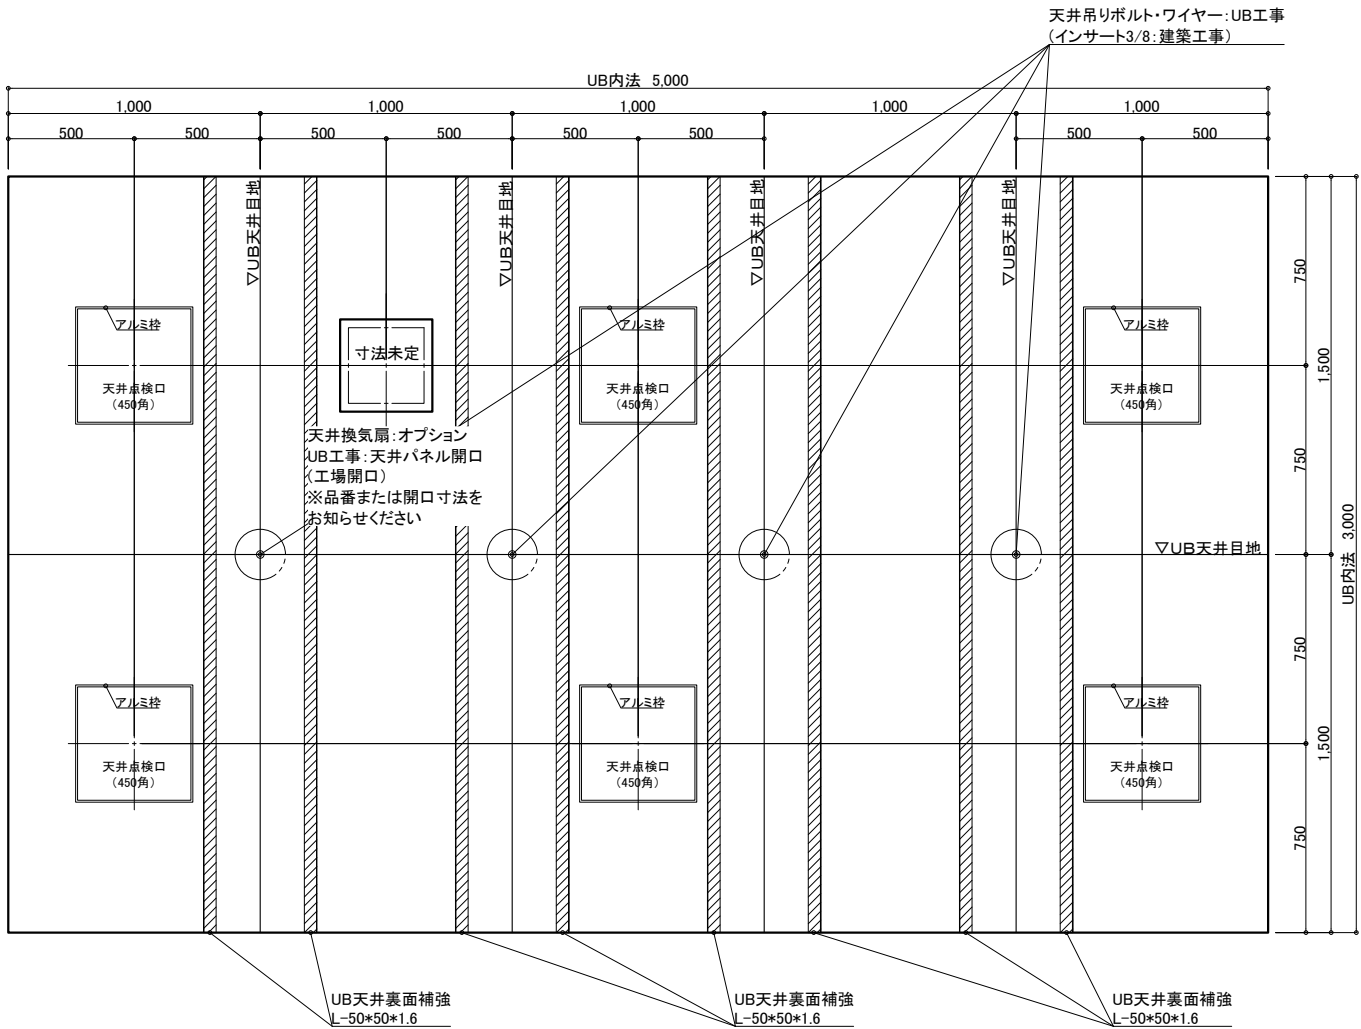 天井吊りボルト・ワイヤー:UB工事
(インサート3/8:建築工事)
UB内法 5,000
1,000
1,000
1,000
1,000
1,000
500
500
500
500
500
500
500
500
▽UB天井目地
▽UB天井目地
▽UB天井目地
▽UB天井目地
750
アルミ枠
天井点検口
(450角)
寸法未定
アルミ枠
天井点検口
(450角)
アルミ枠
天井点検口
(450角)
1,500
天井換気扇:オプション
UB工事:天井パネル開口
(工場開口)
※品番または開口寸法を
お知らせください
750
UB内法 3,000
▽UB天井目地
750
アルミ枠
天井点検口
(450角)
アルミ枠
天井点検口
(450角)
アルミ枠
天井点検口
(450角)
1,500
750
UB天井裏面補強
L-50*50*1.6
UB天井裏面補強
L-50*50*1.6
UB天井裏面補強
L-50*50*1.6